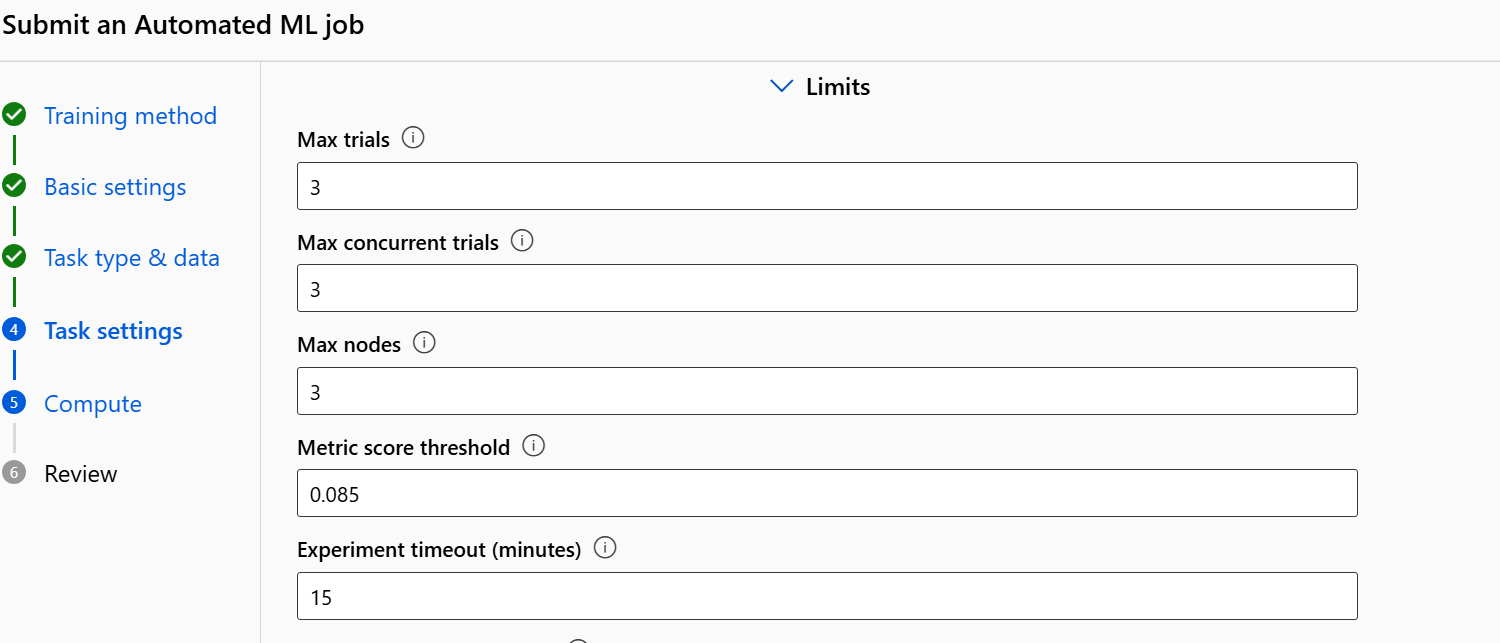 Submit an Automated ML job
Training method
Basic settings
Task type & data
4 Task settings
5 Compute
6 Review
Limits
Max trials
3
Max concurrent trials
3
Max nodes
3
Metric score threshold
0.085
Experiment timeout (minutes)
15